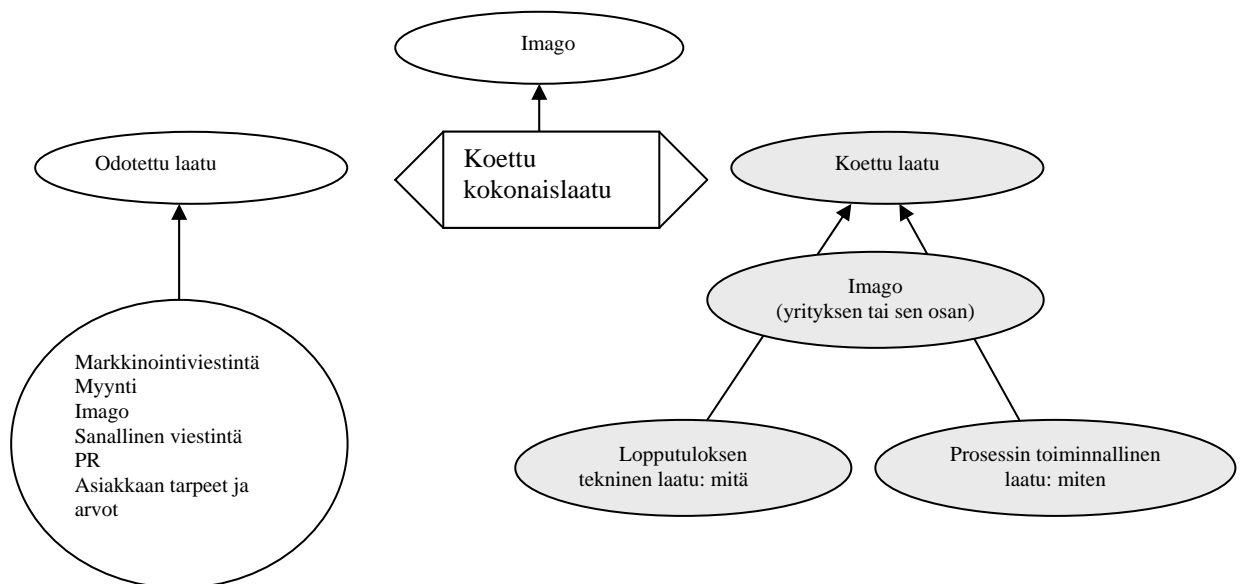 Imago
Odotettu laatu
Koettu
kokonaislaatu
Koettu laatu
Imago
(yrityksen tai sen osan)
Markkinointiviestintä
Myynti
Imago
Sanallinen viestintä
PR
Asiakkaan tarpeet ja
arvot
Lopputuloksen
tekninen laatu: mitä
Prosessin toiminnallinen
laatu: miten